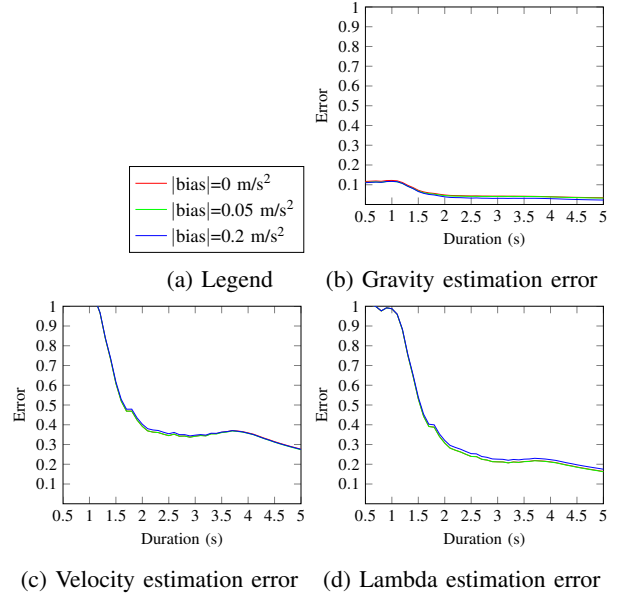 1
0.9
0.8
0.7
0.6
0.5
0.4
0.3
0.2
0.1
Error
0.5 1 1.5 2 2.5 3 3.5 4 4.5 5
Duration (s)
|bias|=0 m/s²
|bias|=0.05 m/s²
|bias|=0.2 m/s²
(a) Legend
(b) Gravity estimation error
1
0.9
0.8
0.7
0.6
0.5
0.4
0.3
0.2
0.1
Error
0.5 1 1.5 2 2.5 3 3.5 4 4.5 5
Duration (s)
(c) Velocity estimation error
1
0.9
0.8
0.7
0.6
0.5
0.4
0.3
0.2
0.1
Error
0.5 1 1.5 2 2.5 3 3.5 4 4.5 5
Duration (s)
(d) Lambda estimation error